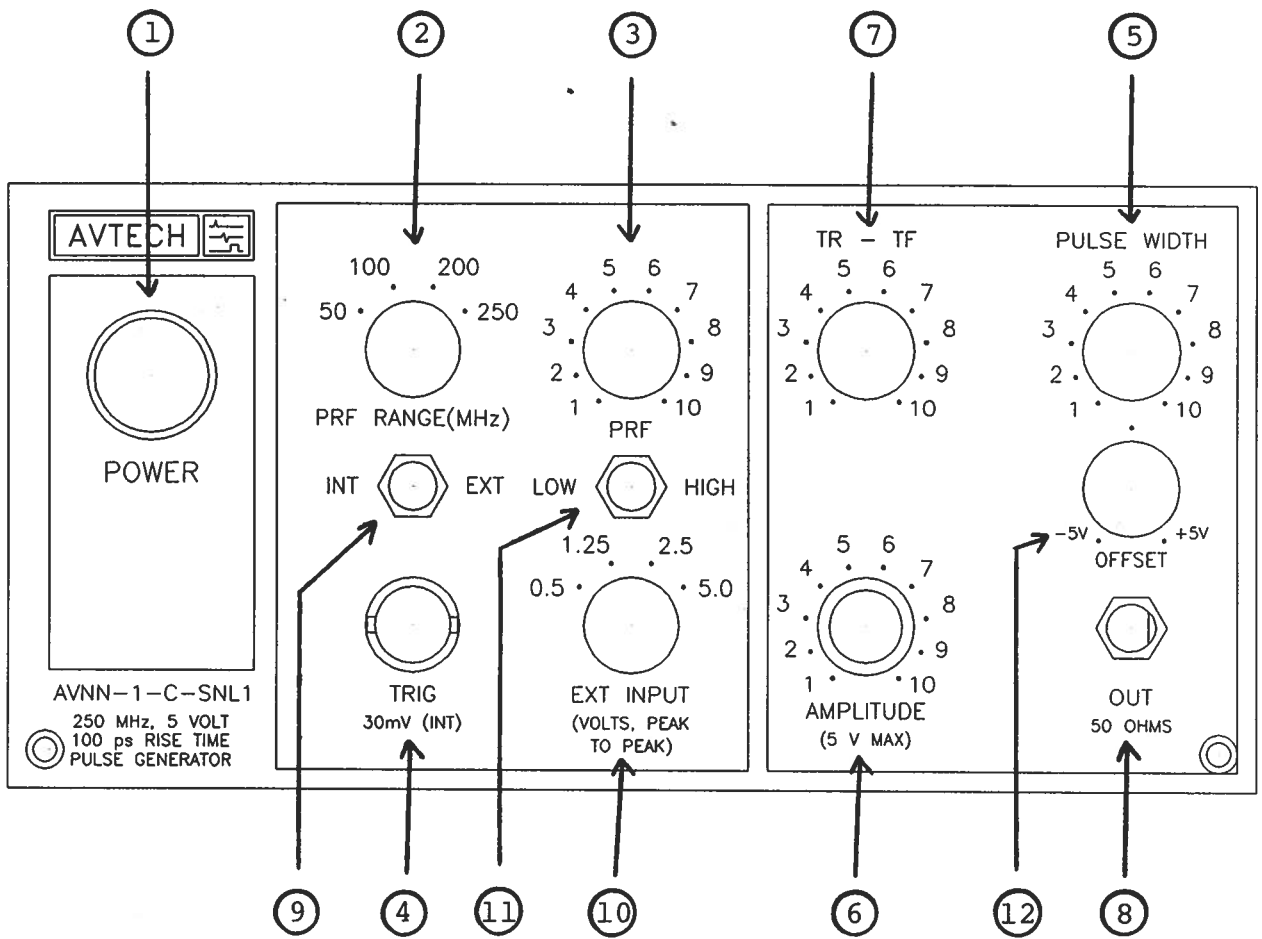 1
2
3
7
5
AVTECH
POWER
AVNN-1-C-SNL1
250 MHz, 5 VOLT
100 ps RISE TIME
PULSE GENERATOR
50
100
200
250
PRF RANGE(MHz)
1
2
3
4
5
6
7
8
9
10
PRF
INT
EXT
LOW
HIGH
TRIG
30mV (INT)
0.5
1.25
2.5
5.0
EXT INPUT
(VOLTS, PEAK
TO PEAK)
TR - TF
1
2
3
4
5
6
7
8
9
10
PULSE WIDTH
1
2
3
4
5
6
7
8
9
10
-5V
+5V
OFFSET
1
2
3
4
5
6
7
8
9
10
AMPLITUDE
(5 V MAX)
OUT
50 OHMS
9
4
11
10
6
12
8